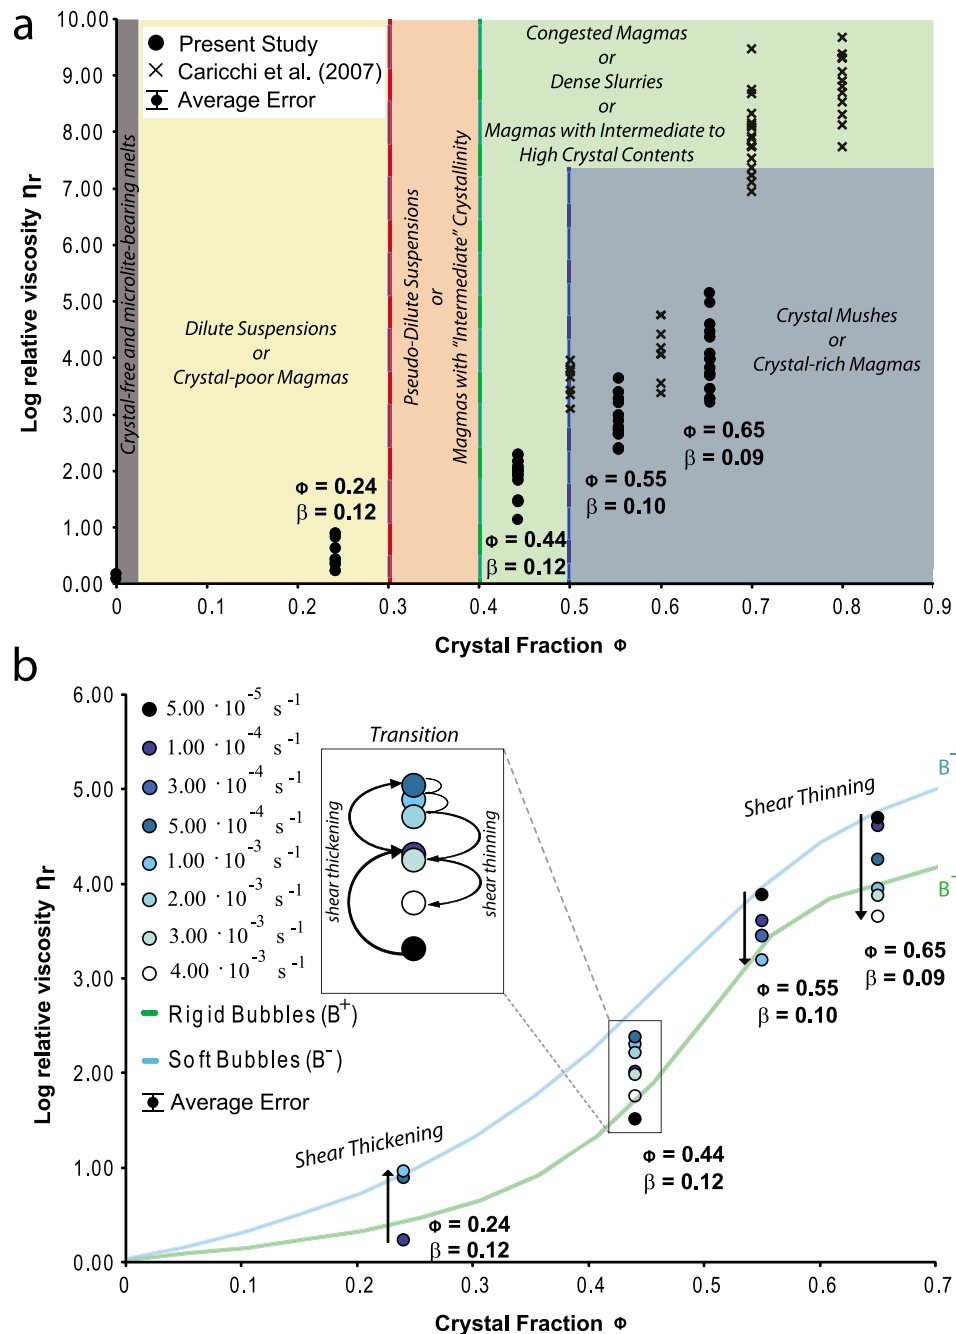 a
10.00
9.00
8.00
7.00
6.00
5.00
4.00
3.00
2.00
1.00
0.00
Log relative viscosity ηr
Present Study
Caricchi et al. (2007)
Average Error
Crystal-free and microlite-bearing melts
Dilute Suspensions
or
Crystal-poor Magmas
Pseudo-Dilute Suspensions
or
Magmas with "Intermediate" Crystallinity
Congested Magmas
or
Dense Slurries
or
Magmas with Intermediate to
High Crystal Contents
Crystal Mushes
or
Crystal-rich Magmas
Φ = 0.24
β = 0.12
Φ = 0.44
β = 0.12
Φ = 0.55
β = 0.10
Φ = 0.65
β = 0.09
0 0.1 0.2 0.3 0.4 0.5 0.6 0.7 0.8 0.9
Crystal Fraction Φ
b
6.00
5.00
4.00
3.00
2.00
1.00
0.00
Log relative viscosity ηr
5.00 · 10⁻⁵ s⁻¹
1.00 · 10⁻⁴ s⁻¹
3.00 · 10⁻⁴ s⁻¹
5.00 · 10⁻⁴ s⁻¹
1.00 · 10⁻³ s⁻¹
2.00 · 10⁻³ s⁻¹
3.00 · 10⁻³ s⁻¹
4.00 · 10⁻³ s⁻¹
Rigid Bubbles (B⁺)
Soft Bubbles (B⁻)
Average Error
Transition
shear thickening
shear thinning
Shear Thickening
Shear Thinning
B⁻
B⁻
Φ = 0.24
β = 0.12
Φ = 0.44
β = 0.12
Φ = 0.55
β = 0.10
Φ = 0.65
β = 0.09
0 0.1 0.2 0.3 0.4 0.5 0.6 0.7
Crystal Fraction Φ